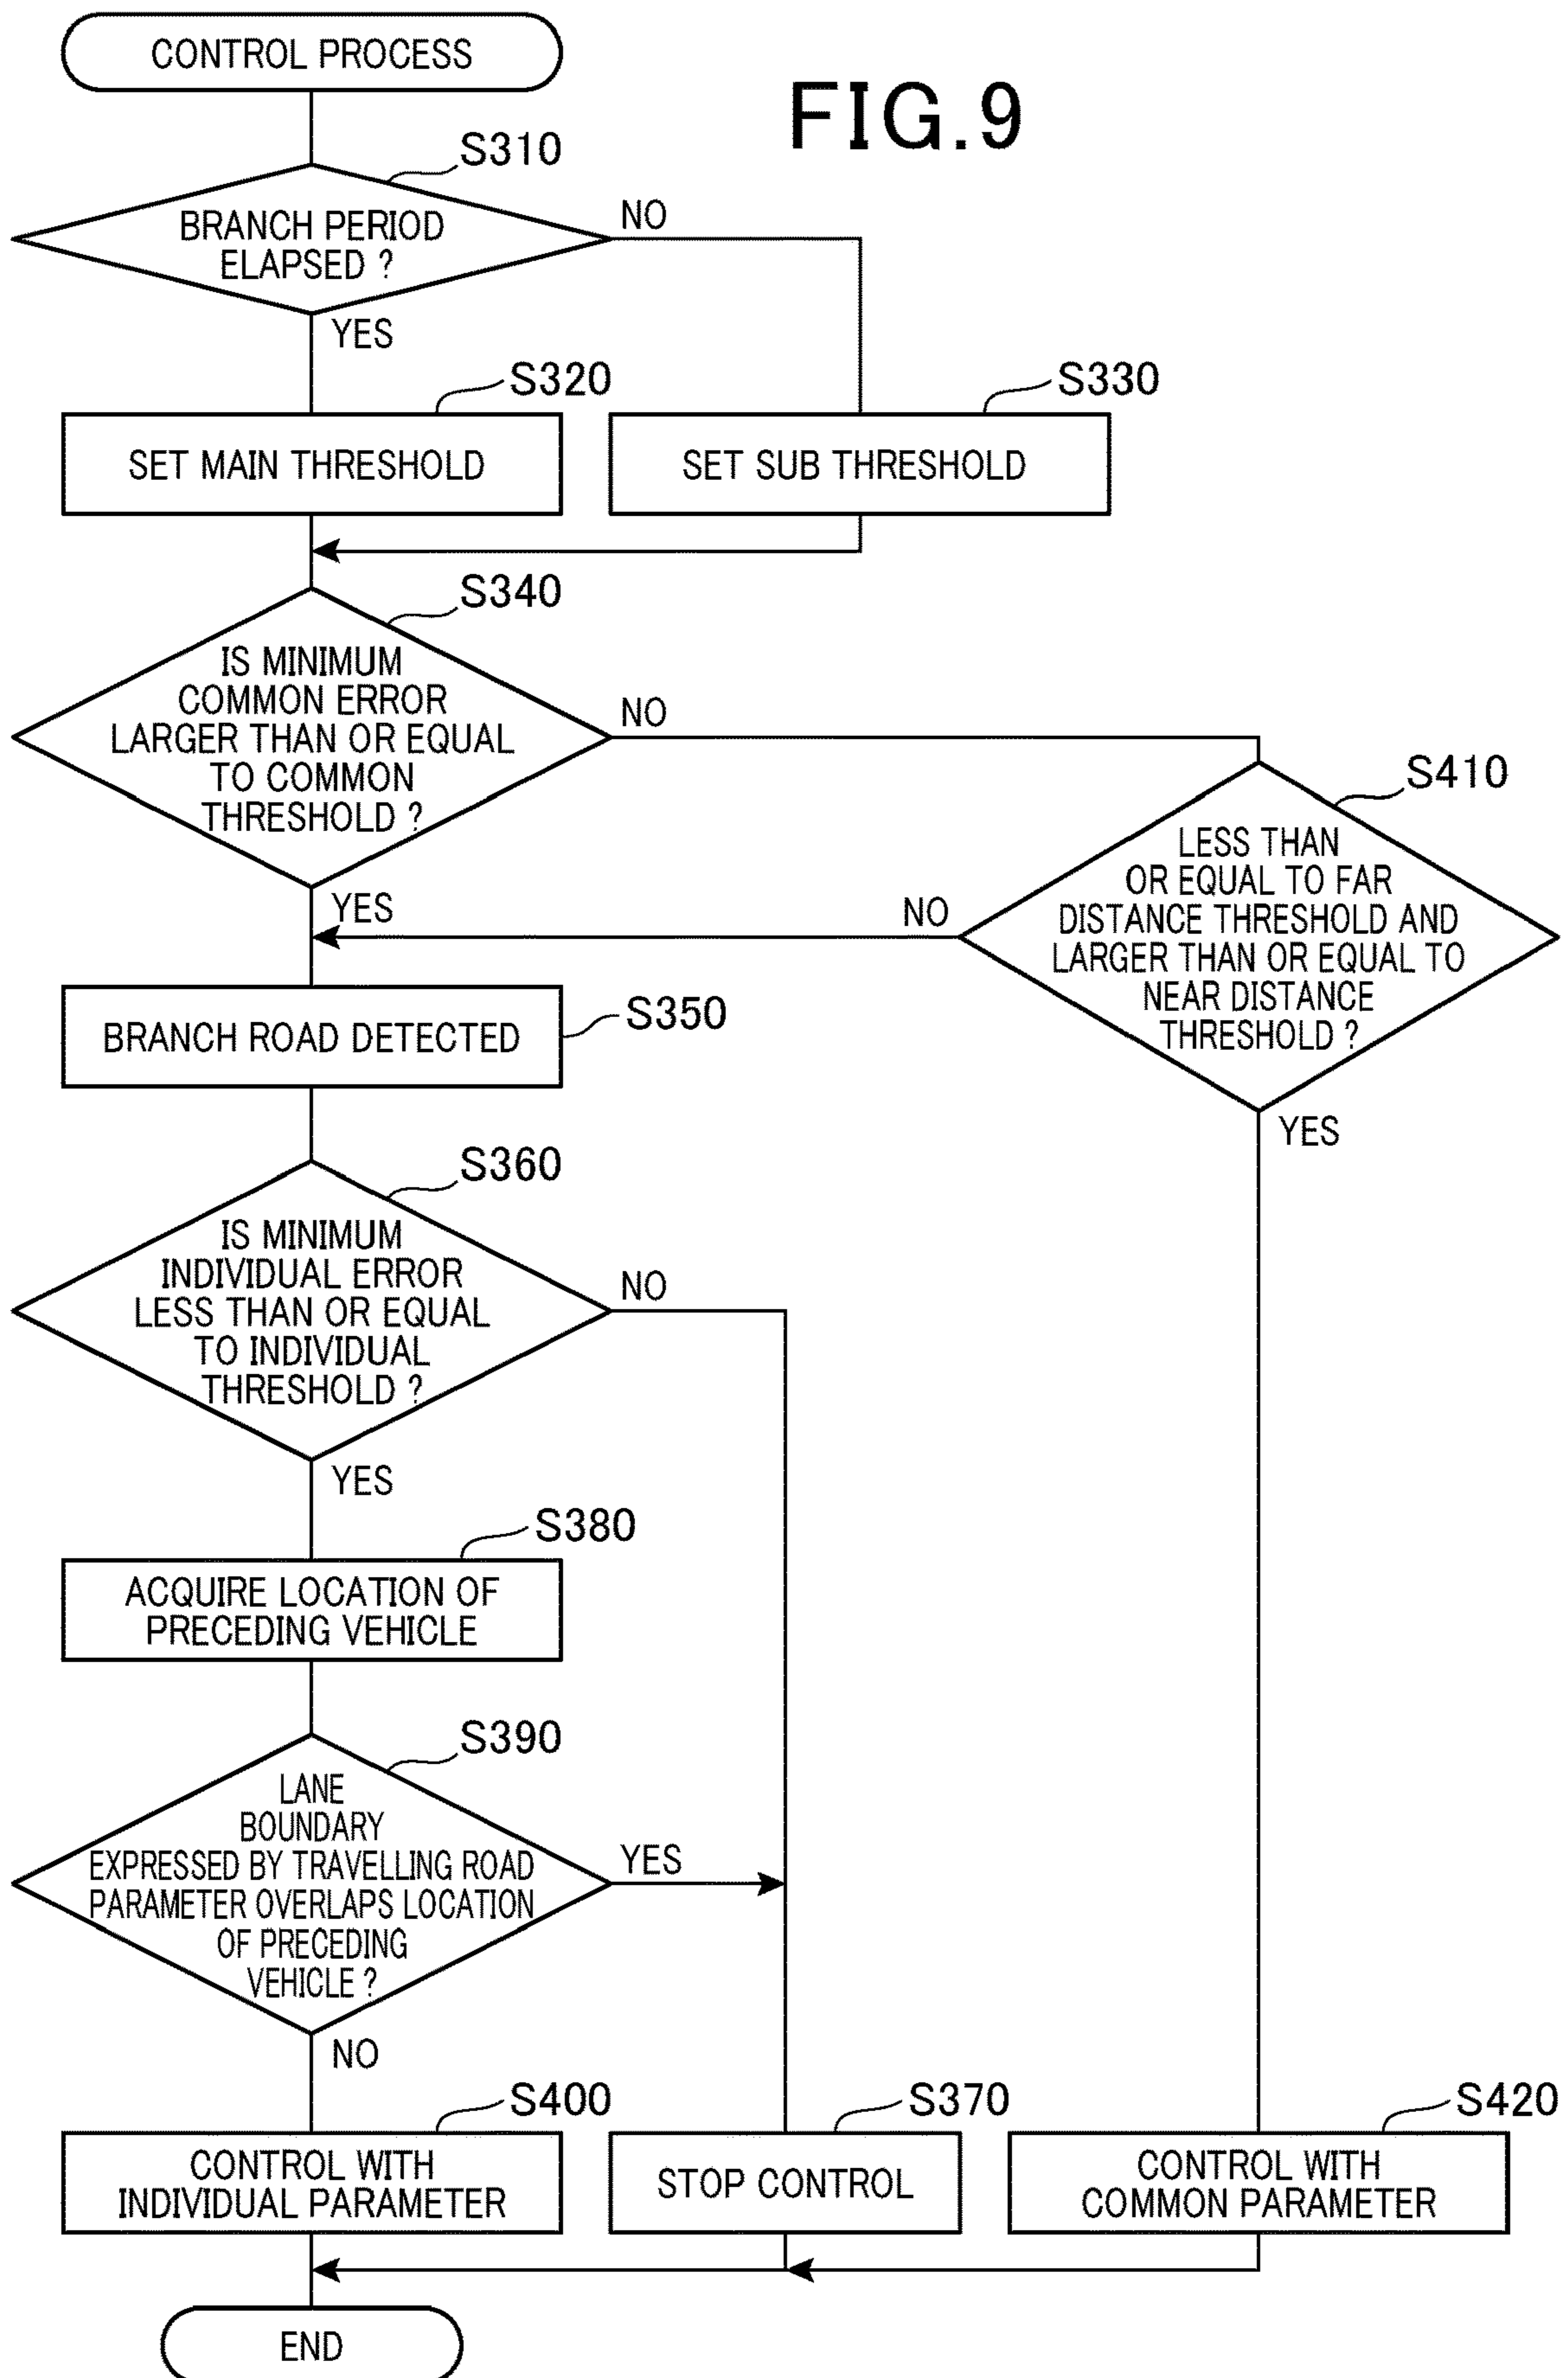 CONTROL PROCESS
FIG.9
S310
BRANCH PERIOD
ELAPSED ?
NO
YES
S320
SET MAIN THRESHOLD
S330
SET SUB THRESHOLD
S340
IS MINIMUM
COMMON ERROR
LARGER THAN OR EQUAL
TO COMMON
THRESHOLD ?
NO
YES
S410
LESS THAN
OR EQUAL TO FAR
DISTANCE THRESHOLD AND
LARGER THAN OR EQUAL TO
NEAR DISTANCE
THRESHOLD ?
NO
YES
S350
BRANCH ROAD DETECTED
S360
IS MINIMUM
INDIVIDUAL ERROR
LESS THAN OR EQUAL
TO INDIVIDUAL
THRESHOLD ?
NO
YES
S380
ACQUIRE LOCATION OF
PRECEDING VEHICLE
S390
LANE
BOUNDARY
EXPRESSED BY TRAVELLING ROAD
PARAMETER OVERLAPS LOCATION
OF PRECEDING
VEHICLE ?
YES
NO
S400
CONTROL WITH
INDIVIDUAL PARAMETER
S370
STOP CONTROL
S420
CONTROL WITH
COMMON PARAMETER
END